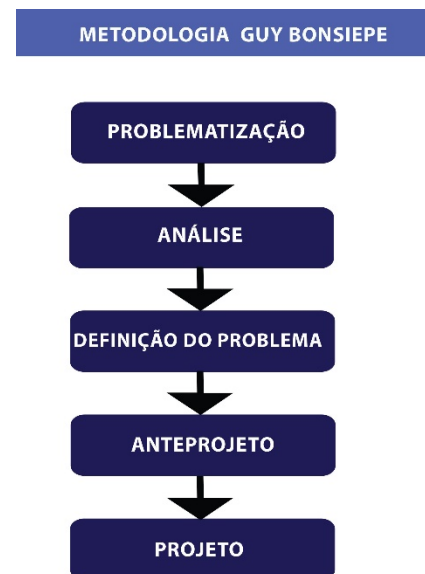 METODOLOGIA GUY BONSIEPE
PROBLEMATIZAÇÃO
ANÁLISE
DEFINIÇÃO DO PROBLEMA
ANTEPROJETO
PROJETO